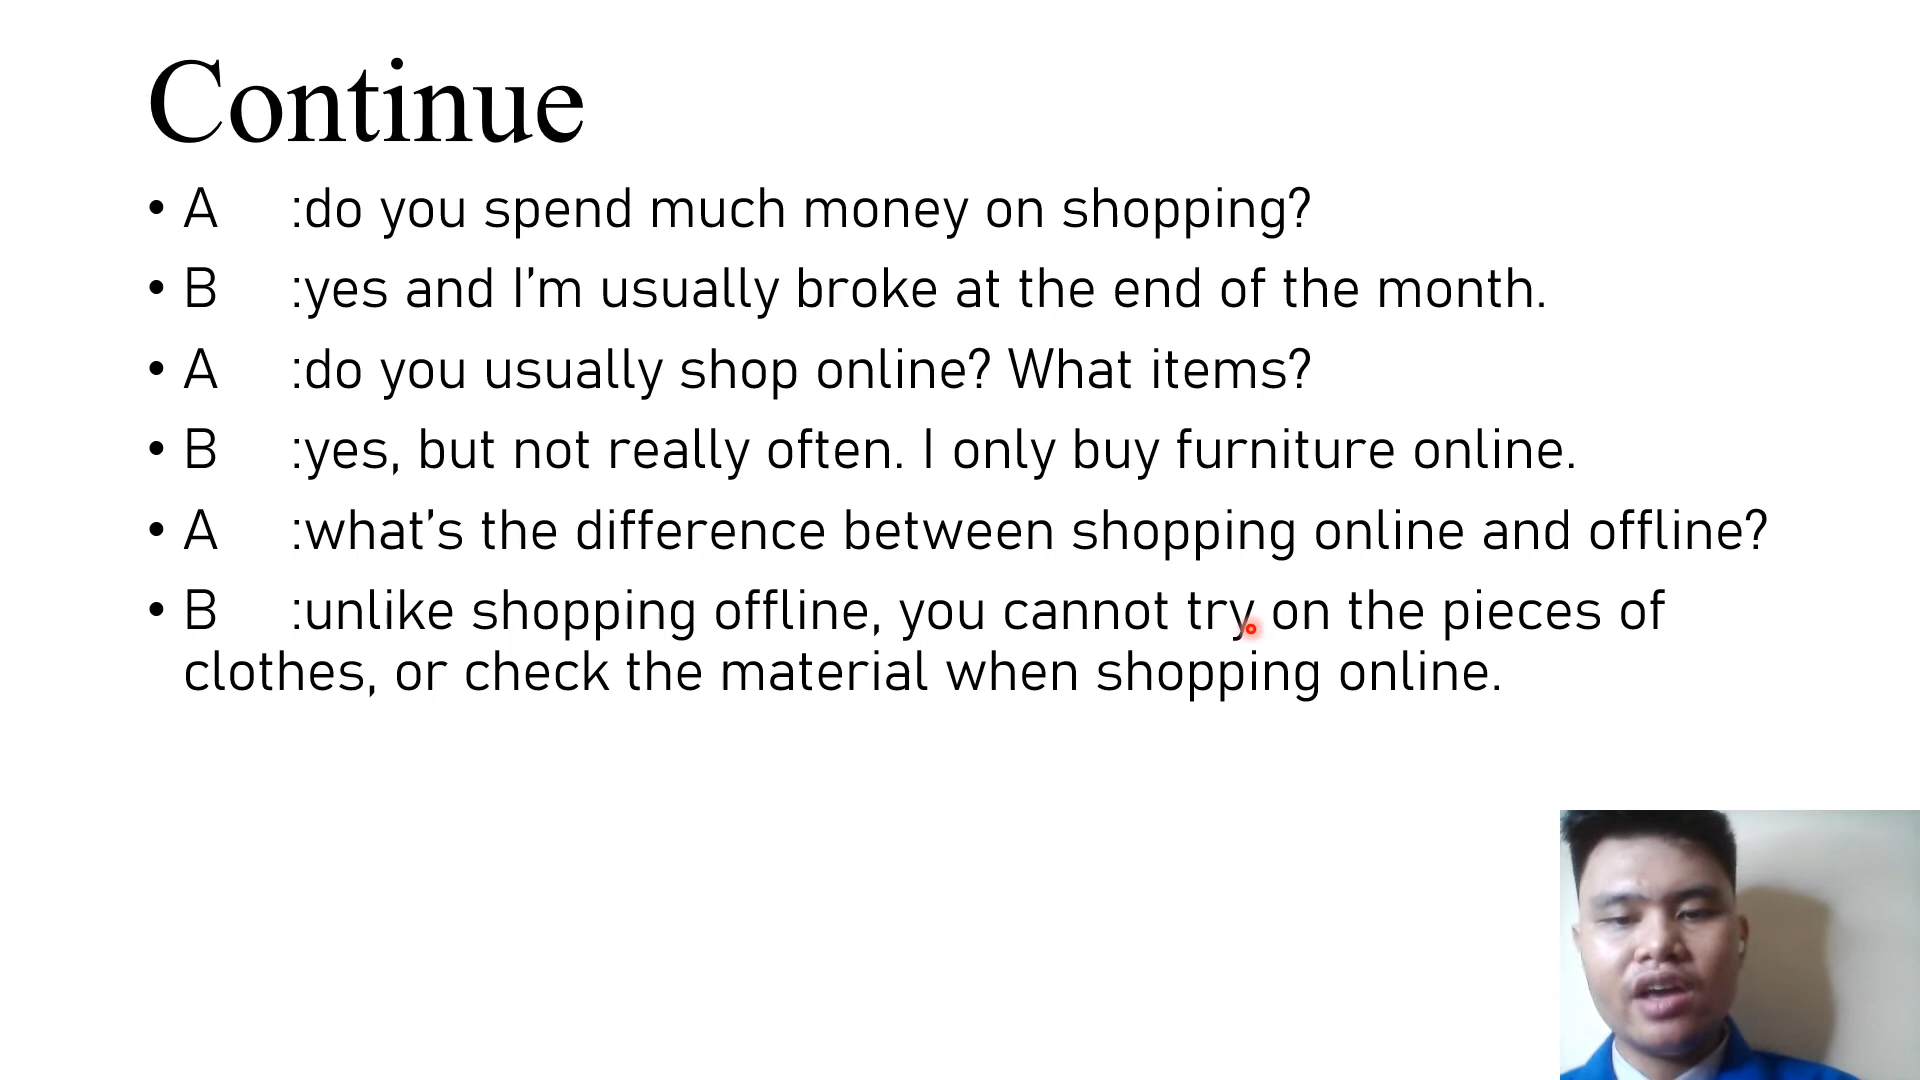 Continue
• A :do you spend much money on shopping?
• B :yes and I’m usually broke at the end of the month.
• A :do you usually shop online? What items?
• B :yes, but not really often. I only buy furniture online.
• A :what’s the difference between shopping online and offline?
• B :unlike shopping offline, you cannot try on the pieces of
clothes, or check the material when shopping online.